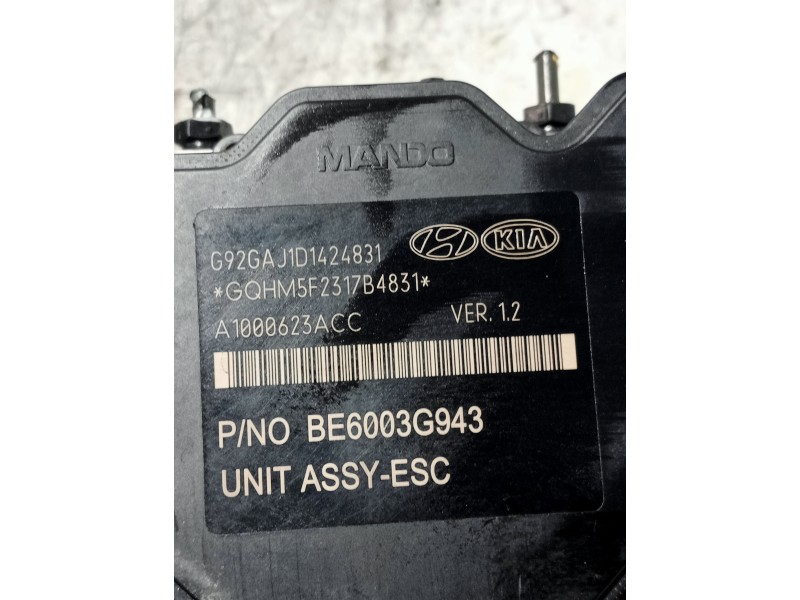 MANDO
G92GAJ1D1424831
KIA
*GQHM5F2317B4831*
A1000623ACC VER. 1.2
P/NO BE6003G943
UNIT ASSY-ESC